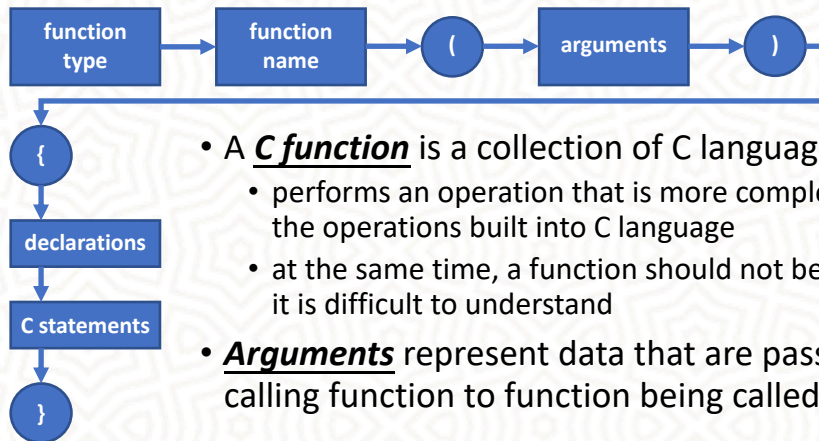 function
type
function
name
(
arguments
)
{
declarations
C statements
}
• A C function is a collection of C languag
• performs an operation that is more comple
the operations built into C language
• at the same time, a function should not be
it is difficult to understand
• Arguments represent data that are pass
calling function to function being called